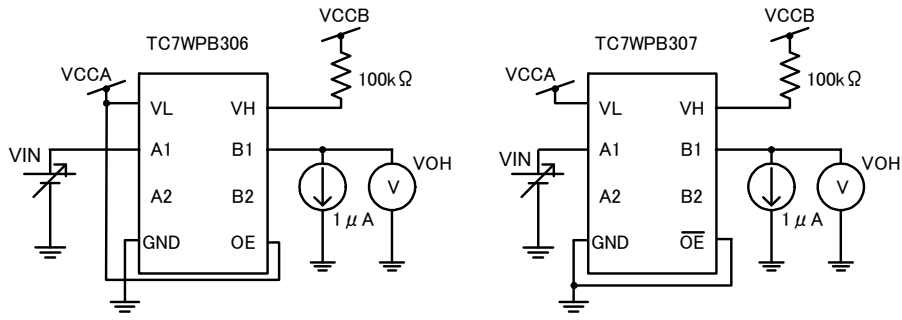 TC7WPB306
VCCB
100kΩ
VCCA
VL
VH
VIN
A1
B1
VOH
V
A2
B2
1μA
GND
OE
TC7WPB307
VCCB
100kΩ
VCCA
VL
VH
VIN
A1
B1
VOH
V
A2
B2
1μA
GND
O̅E̅